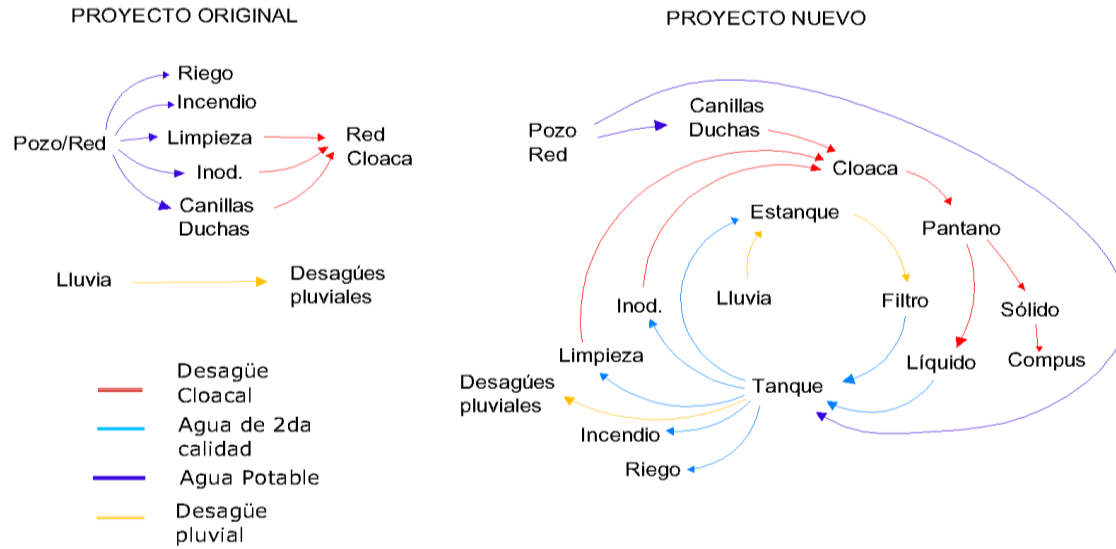 PROYECTO ORIGINAL
Riego
Incendio
Pozo/Red
Limpieza
Inod.
Canillas
Duchas
Red
Cloaca
Lluvia
Desagúes
pluviales
Desagüe
Cloacal
Agua de 2da
calidad
Agua Potable
Desagüe
pluvial
PROYECTO NUEVO
Pozo
Red
Canillas
Duchas
Cloaca
Estanque
Pantano
Lluvia
Filtro
Inod.
Sólido
Limpieza
Líquido
Compus
Desagúes
pluviales
Tanque
Incendio
Riego